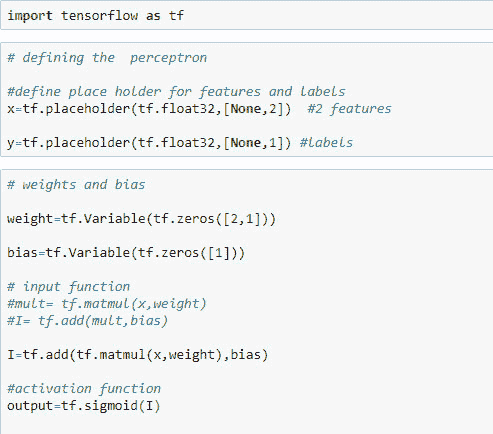 import tensorflow as tf
# defining the  perceptron
#define place holder for features and labels
x=tf.placeholder(tf.float32,[None,2])  #2 features
y=tf.placeholder(tf.float32,[None,1]) #labels
# weights and bias
weight=tf.Variable(tf.zeros([2,1]))
bias=tf.Variable(tf.zeros([1]))
# input function
#mult= tf.matmul(x,weight)
#I= tf.add(mult,bias)
I=tf.add(tf.matmul(x,weight),bias)
#activation function
output=tf.sigmoid(I)